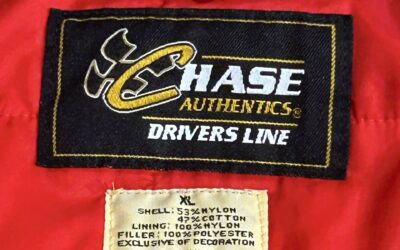 CHASE
AUTHENTICS®
DRIVERS LINE
XL
SHELL: 53% NYLON
47% COTTON
LINING: 100% NYLON
FILLER: 100% POLYESTER
EXCLUSIVE OF DECORATION